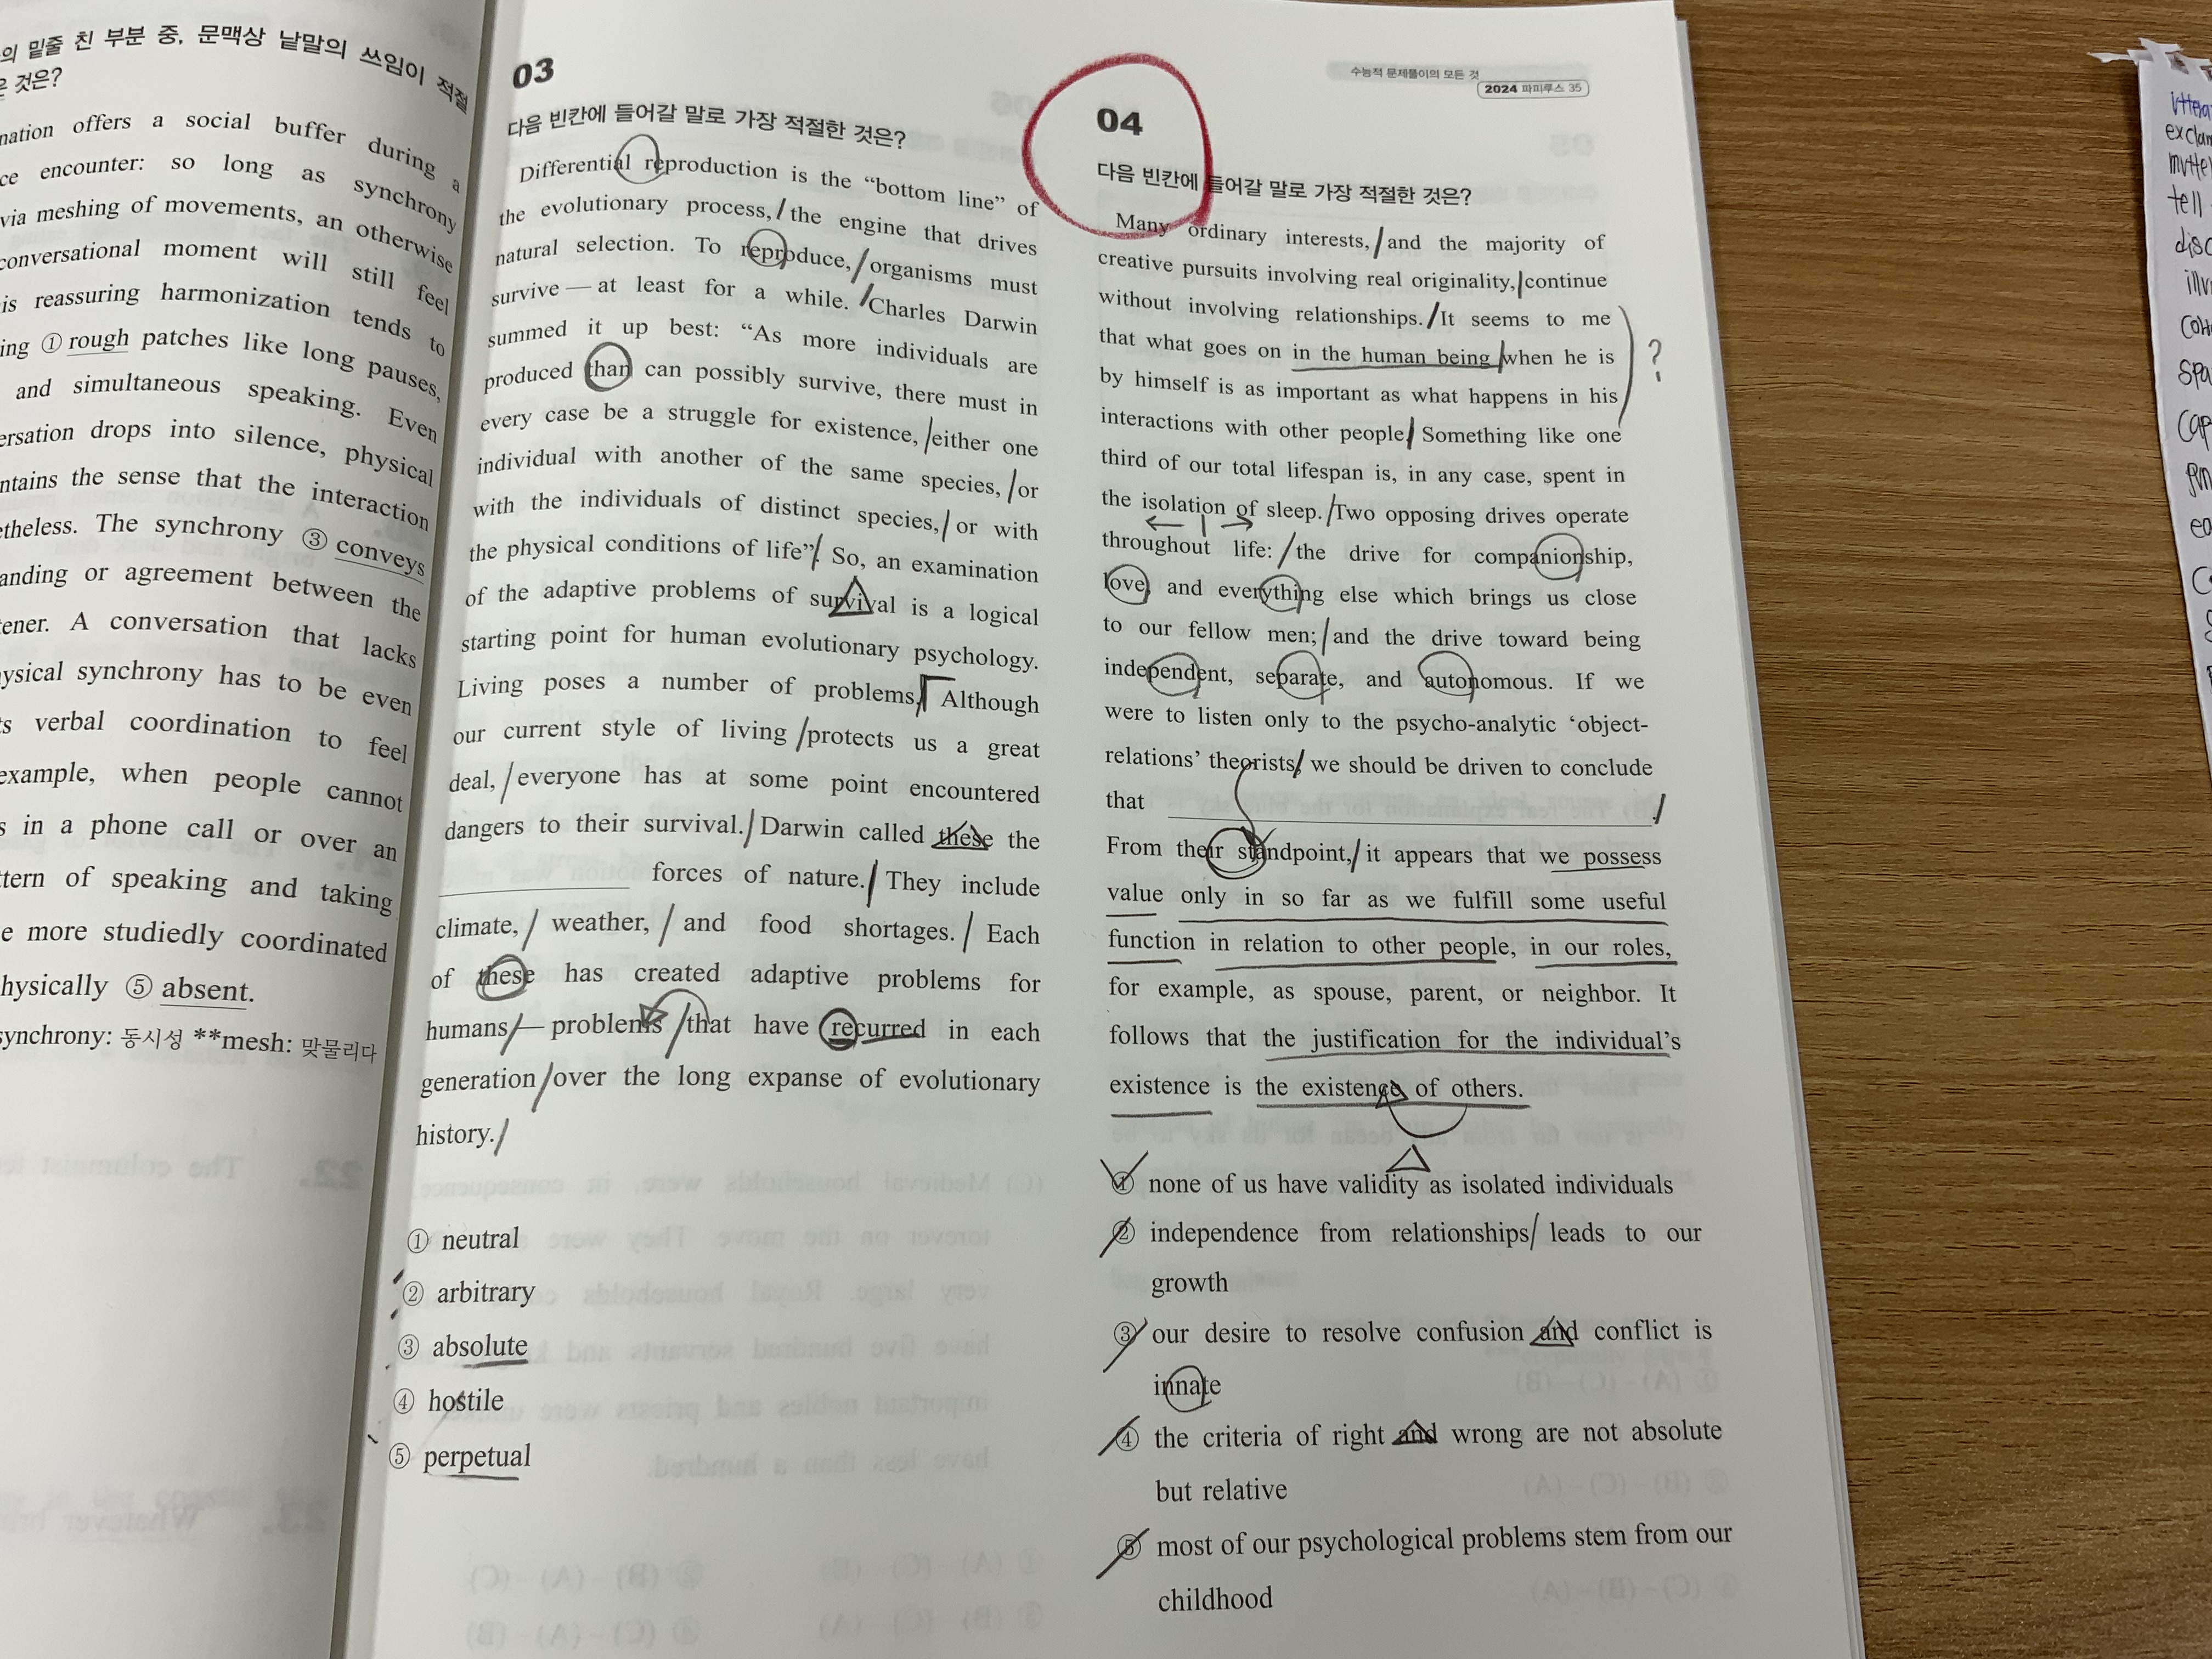 의 밑줄 친 부분 중, 문맥상 낱말의 쓰임이 적절
은 것은?
nation offers a social buffer during a
ce encounter: so long as synchrony
via meshing of movements, an otherwise
conversational moment will still feel
is reassuring harmonization tends to
ing ① rough patches like long pauses,
and simultaneous speaking. Even
ersation drops into silence, physical
ntains the sense that the interaction
etheless. The synchrony ③ conveys
anding or agreement between the
tener. A conversation that lacks
ysical synchrony has to be even
ts verbal coordination to feel
example, when people cannot
s in a phone call or over an
ttern of speaking and taking
e more studiedly coordinated
hysically ⑤ absent.
synchrony: 동시성 **mesh: 맞물리다
03
다음 빈칸에 들어갈 말로 가장 적절한 것은?
Differential reproduction is the “bottom line” of
the evolutionary process, the engine that drives
natural selection. To reproduce, organisms must
survive — at least for a while. Charles Darwin
summed it up best: “As more individuals are
produced than can possibly survive, there must in
every case be a struggle for existence, either one
individual with another of the same species, or
with the individuals of distinct species, or with
the physical conditions of life”. So, an examination
of the adaptive problems of survival is a logical
starting point for human evolutionary psychology.
Living poses a number of problems. Although
our current style of living protects us a great
deal, everyone has at some point encountered
dangers to their survival. Darwin called these the
forces of nature. They include
climate, weather, and food shortages. Each
of these has created adaptive problems for
humans — problems that have recurred in each
generation over the long expanse of evolutionary
history.
① neutral
② arbitrary
③ absolute
④ hostile
⑤ perpetual
수능적 문제풀이의 모든 것
2024 파피루스 35
04
다음 빈칸에 들어갈 말로 가장 적절한 것은?
Many ordinary interests, and the majority of
creative pursuits involving real originality, continue
without involving relationships. It seems to me
that what goes on in the human being when he is
by himself is as important as what happens in his
interactions with other people. Something like one
third of our total lifespan is, in any case, spent in
the isolation of sleep. Two opposing drives operate
throughout life: the drive for companionship,
love, and everything else which brings us close
to our fellow men; and the drive toward being
independent, separate, and autonomous. If we
were to listen only to the psycho-analytic ‘object-
relations’ theorists, we should be driven to conclude
that .
From their standpoint, it appears that we possess
value only in so far as we fulfill some useful
function in relation to other people, in our roles,
for example, as spouse, parent, or neighbor. It
follows that the justification for the individual’s
existence is the existence of others.
① none of us have validity as isolated individuals
② independence from relationships leads to our
growth
③ our desire to resolve confusion and conflict is
innate
④ the criteria of right and wrong are not absolute
but relative
⑤ most of our psychological problems stem from our
childhood
?
tell